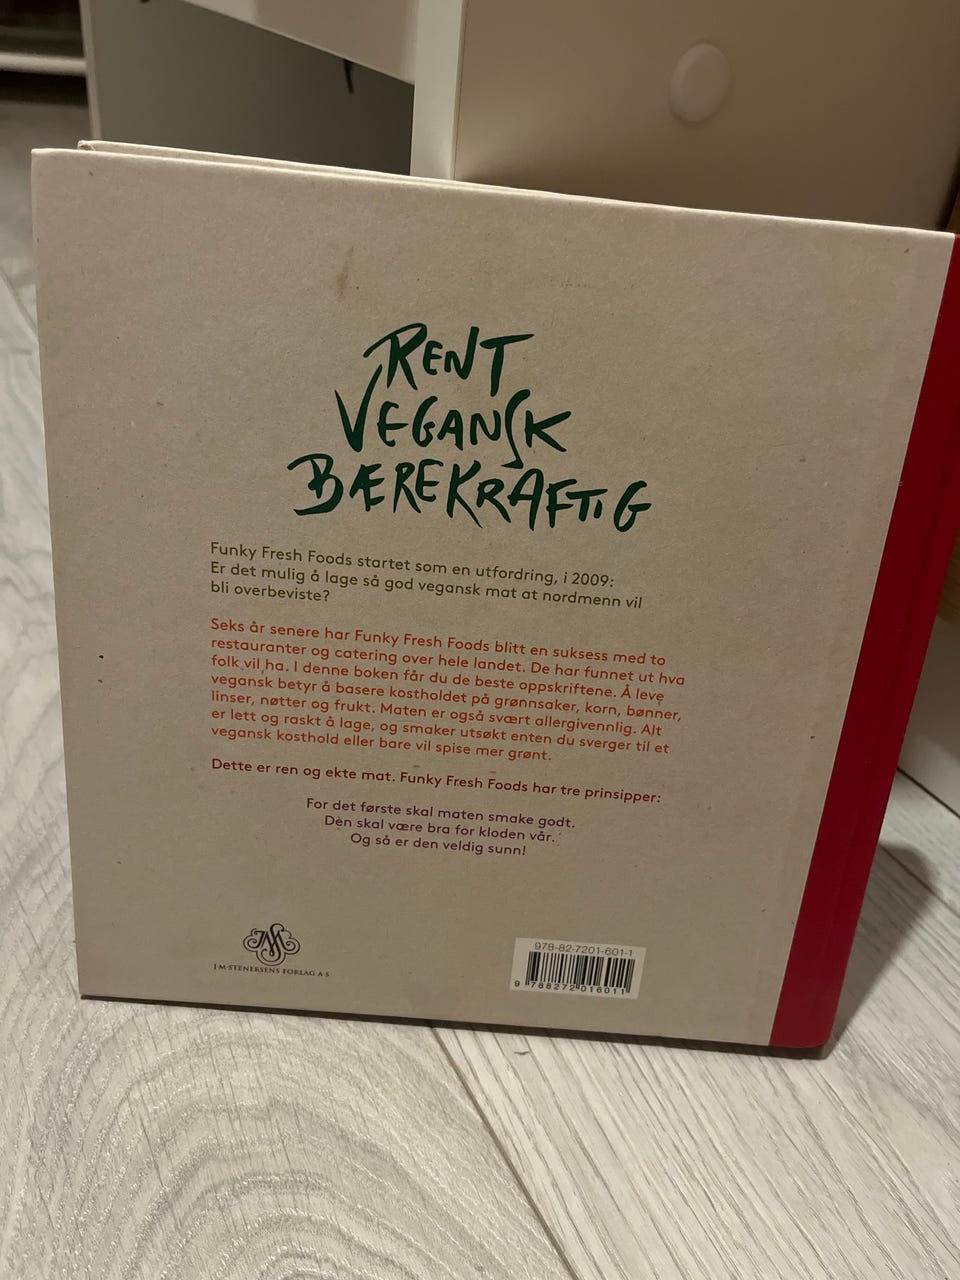 RENT
VEGANSK
BÆREKRAFTIG
Funky Fresh Foods startet som en utfordring, i 2009:
Er det mulig å lage så god vegansk mat at nordmenn vil
bli overbeviste?
Seks år senere har Funky Fresh Foods blitt en suksess med to
restauranter og catering over hele landet. De har funnet ut hva
folk vil ha. I denne boken får du de beste oppskriftene. Å leve
vegansk betyr å basere kostholdet på grønnsaker, korn, bønner,
linser, nøtter og frukt. Maten er også svært allergivennlig. Alt
er lett og raskt å lage, og smaker utsøkt enten du sverger til et
vegansk kosthold eller bare vil spise mer grønt.
Dette er ren og ekte mat. Funky Fresh Foods har tre prinsipper:
For det første skal maten smake godt.
Den skal være bra for kloden vår.
Og så er den veldig sunn!
JMS
J·M·STENERSENS FORLAG A·S
978-82-7201-601-1
9 788272 016011